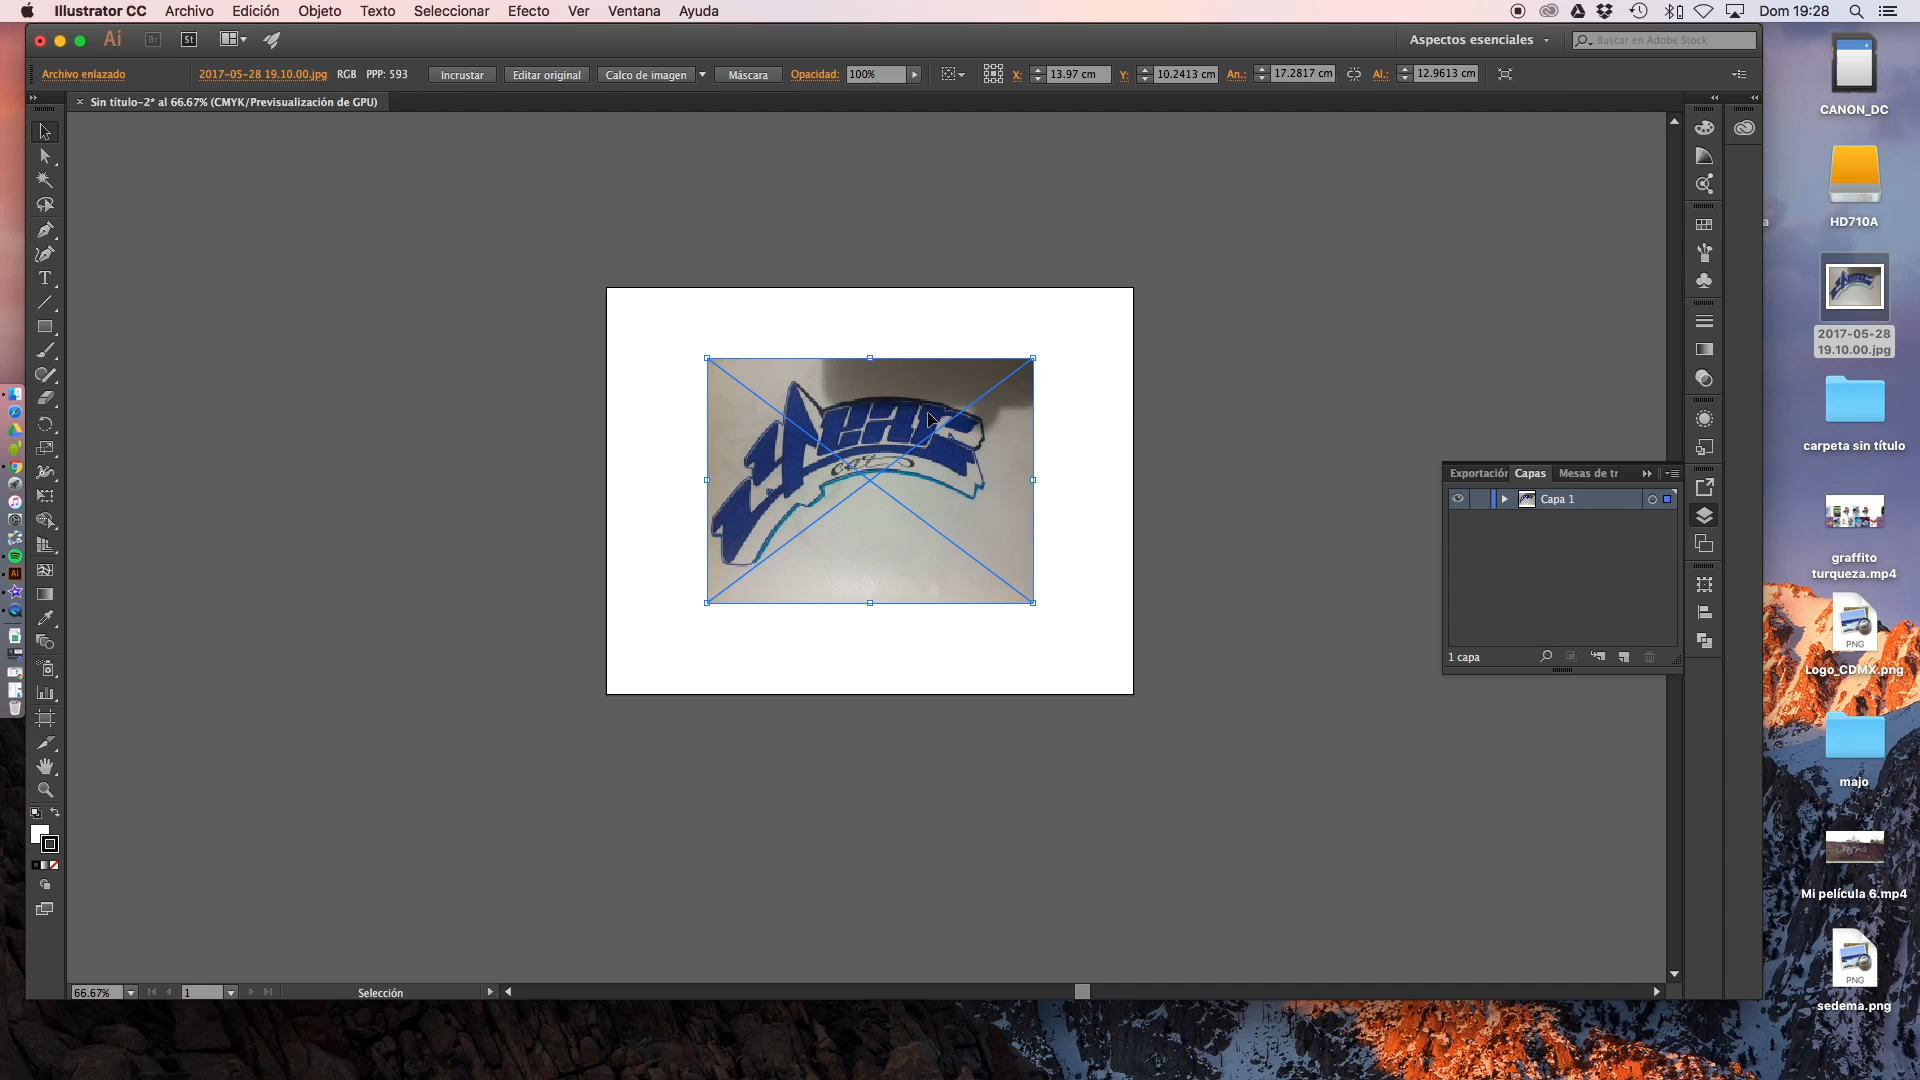 Illustrator CC Archivo Edición Objeto Texto Seleccionar Efecto Ver Ventana Ayuda Dom 19:28
Ai Br St Aspectos esenciales Buscar en Adobe Stock
Archivo enlazado 2017-05-28 19.10.00.jpg RGB PPP: 593 Incrustar Editar original Calco de imagen Máscara Opacidad: 100% X: 13.97 cm Y: 10.2413 cm An.: 17.2817 cm Al.: 12.9613 cm
× Sin título-2* al 66.67% (CMYK/Previsualización de GPU)
CANON_DC
HD710A
2017-05-28
19.10.00.jpg
carpeta sin título
Exportación Capas Mesas de tr
Capa 1
1 capa
graffito
turqueza.mp4
PNG
Logo_CDMX.png
majo
Mi película 6.mp4
PNG
sedema.png
66.67% 1 Selección